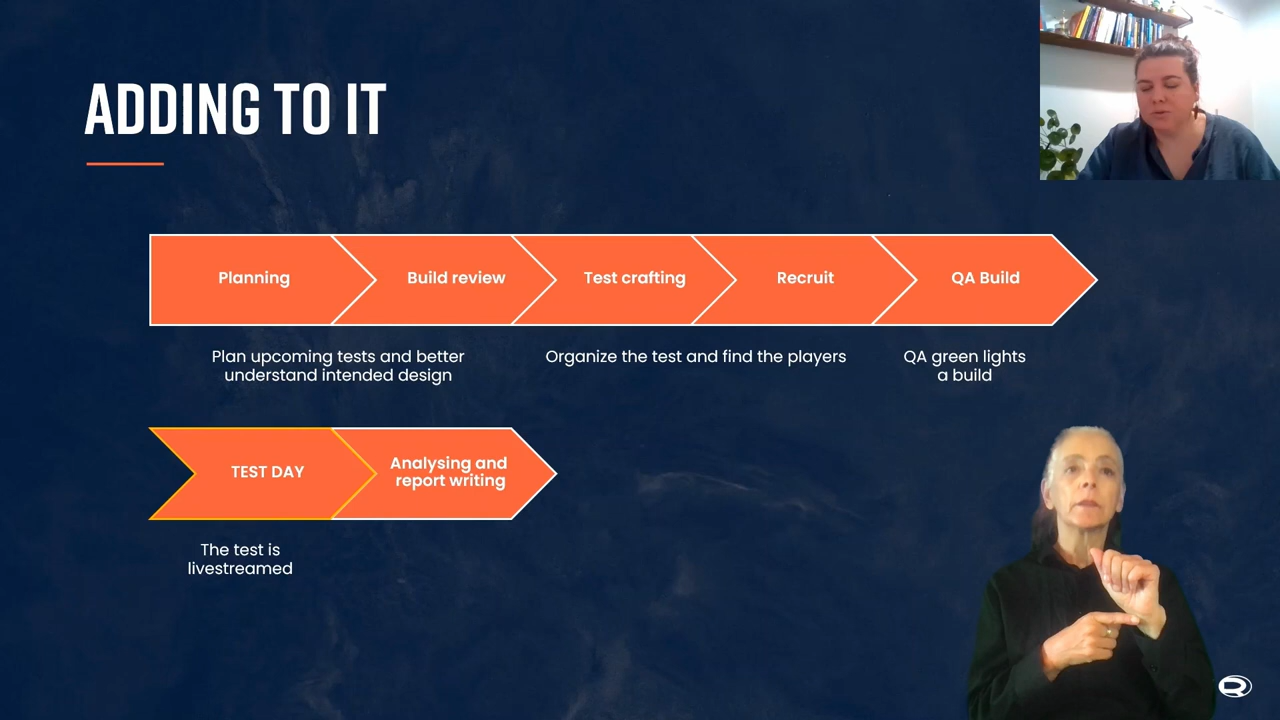 ADDING TO IT
Planning
Build review
Test crafting
Recruit
QA Build
Plan upcoming tests and better
understand intended design
Organize the test and find the players
QA green lights
a build
TEST DAY
Analysing and
report writing
The test is
livestreamed